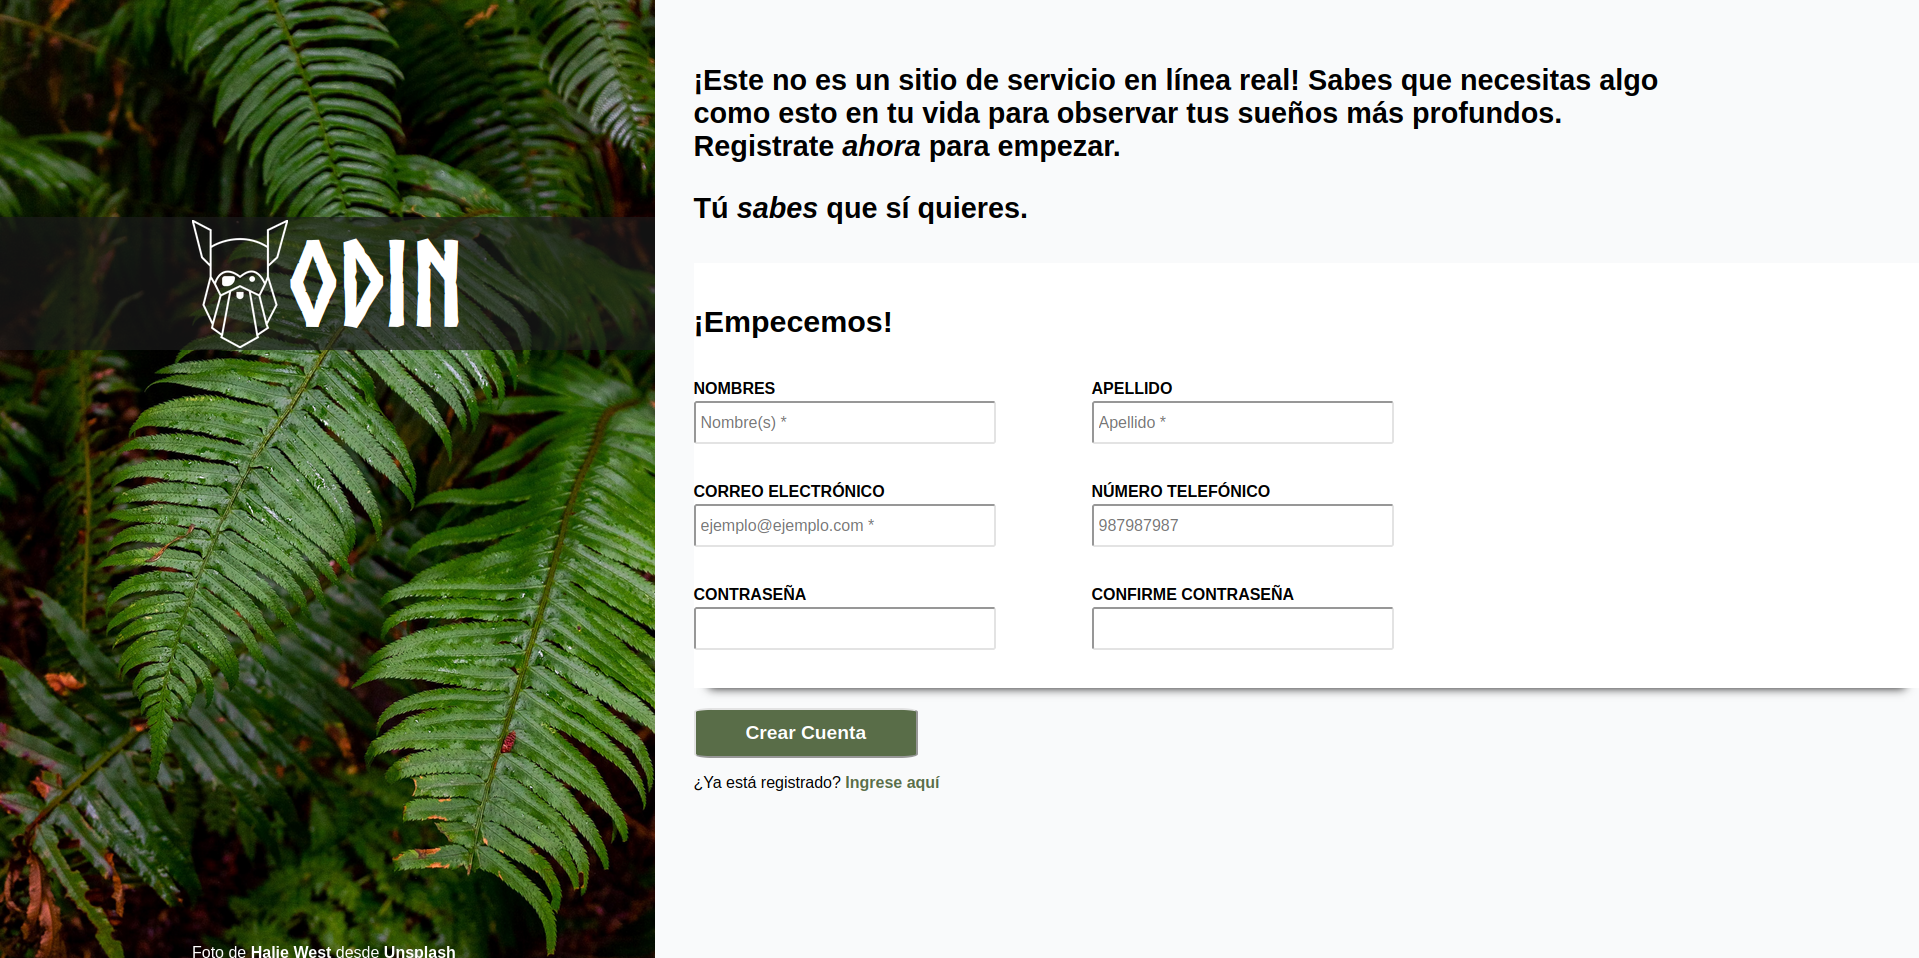 ODIN
Foto de Halie West desde Unsplash
¡Este no es un sitio de servicio en línea real! Sabes que necesitas algo
como esto en tu vida para observar tus sueños más profundos.
Registrate ahora para empezar.
Tú sabes que sí quieres.
¡Empecemos!
NOMBRES
Nombre(s) *
APELLIDO
Apellido *
CORREO ELECTRÓNICO
ejemplo@ejemplo.com *
NÚMERO TELEFÓNICO
987987987
CONTRASEÑA
CONFIRME CONTRASEÑA
Crear Cuenta
¿Ya está registrado? Ingrese aquí